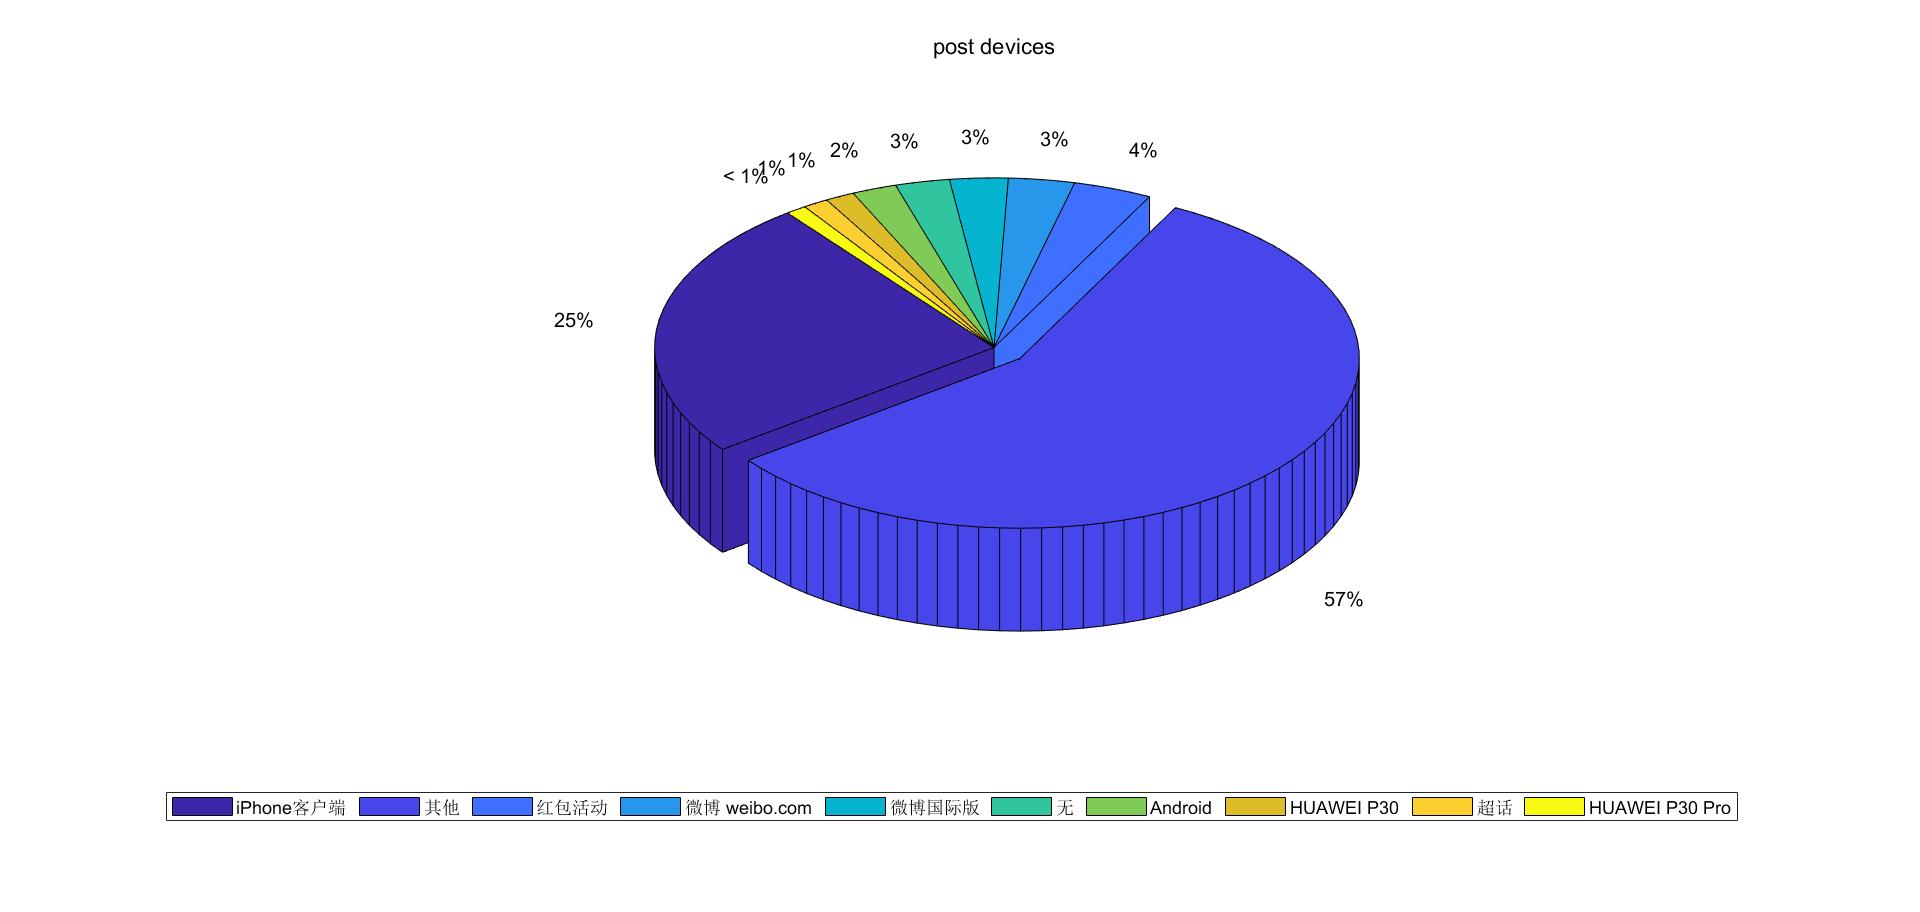 post devices
< 1%
1%
1%
2%
3%
3%
3%
4%
25%
57%
iPhone客户端
其他
红包活动
微博 weibo.com
微博国际版
无
Android
HUAWEI P30
超话
HUAWEI P30 Pro